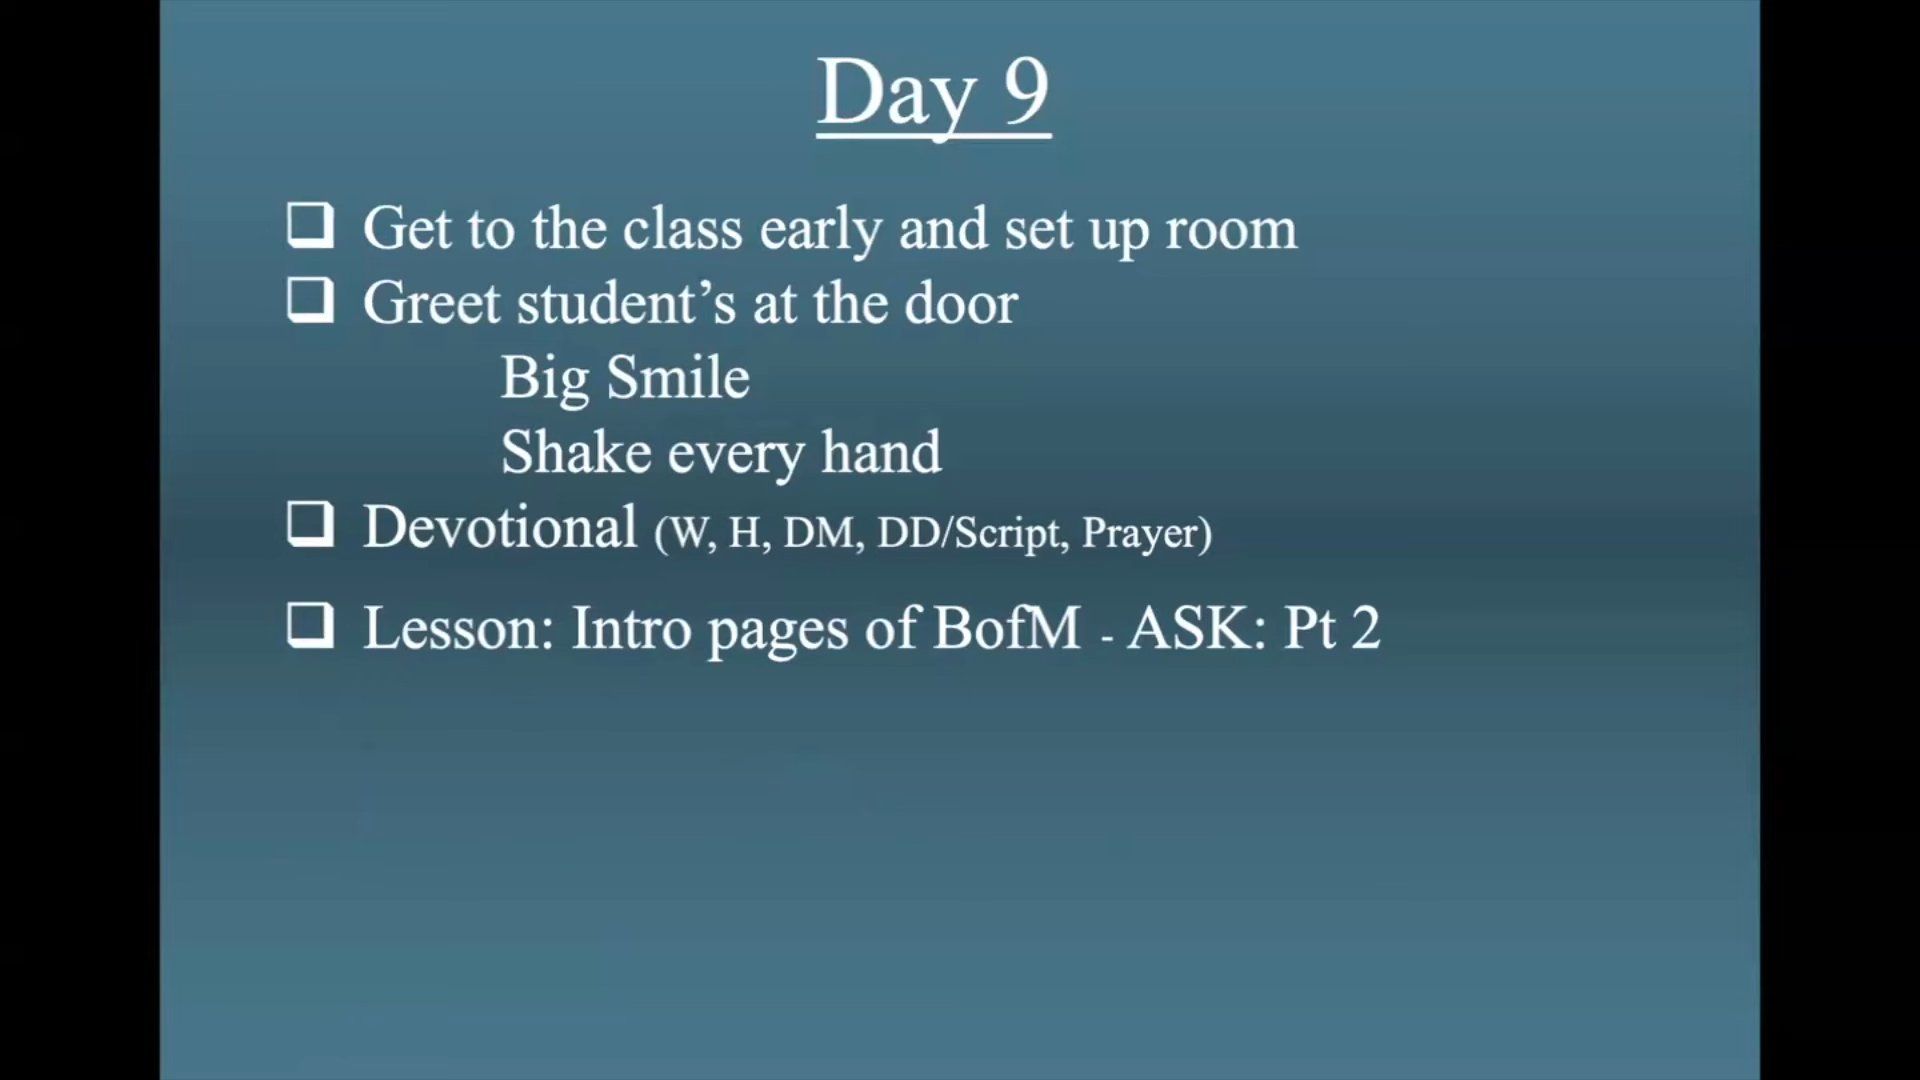 Day 9
Get to the class early and set up room
Greet student’s at the door
Big Smile
Shake every hand
Devotional (W, H, DM, DD/Script, Prayer)
Lesson: Intro pages of BofM - ASK: Pt 2